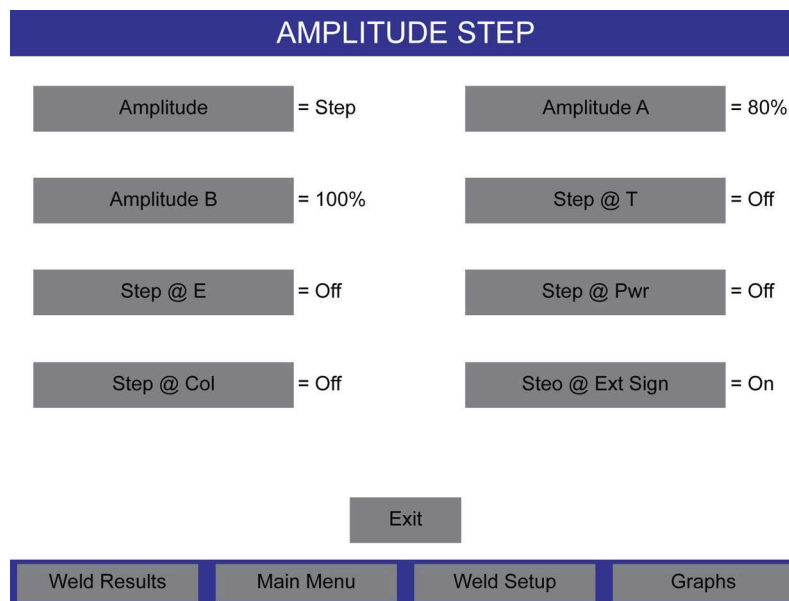 AMPLITUDE STEP
Amplitude = Step
Amplitude A = 80%
Amplitude B = 100%
Step @ T = Off
Step @ E = Off
Step @ Pwr = Off
Step @ Col = Off
Steo @ Ext Sign = On
Exit
Weld Results
Main Menu
Weld Setup
Graphs